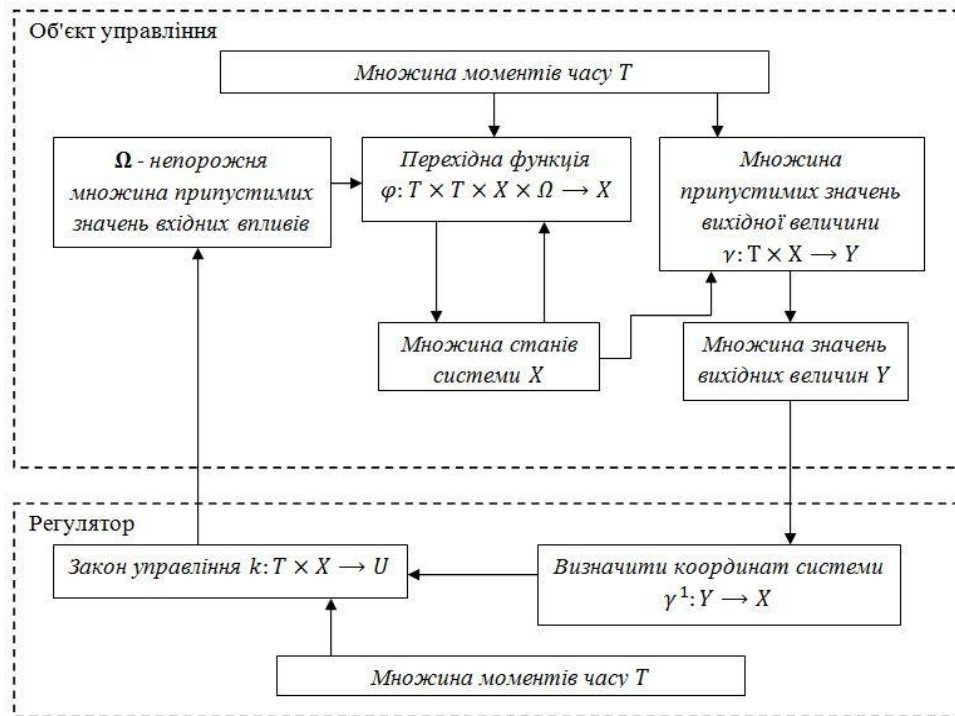 Об'єкт управління
Множина моментів часу T
Ω - непорожня
множина припустимих
значень вхідних впливів
Перехідна функція
φ: T × T × X × Ω ⟶ X
Множина
припустимих значень
вихідної величини
γ: T × X ⟶ Y
Множина станів
системи X
Множина значень
вихідних величин Y
Регулятор
Закон управління k: T × X ⟶ U
Визначити координат системи
γ¹: Y ⟶ X
Множина моментів часу T